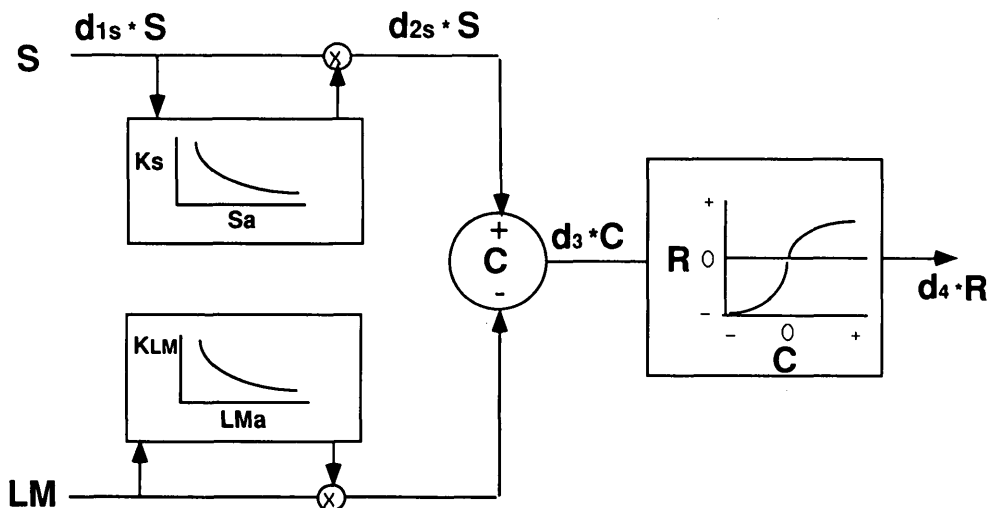 d1s * S
d2s * S
S
x
Ks
Sa
+
C
-
d3 * C
+
R 0
-
- 0 +
C
d4 * R
KLM
LMa
LM
x